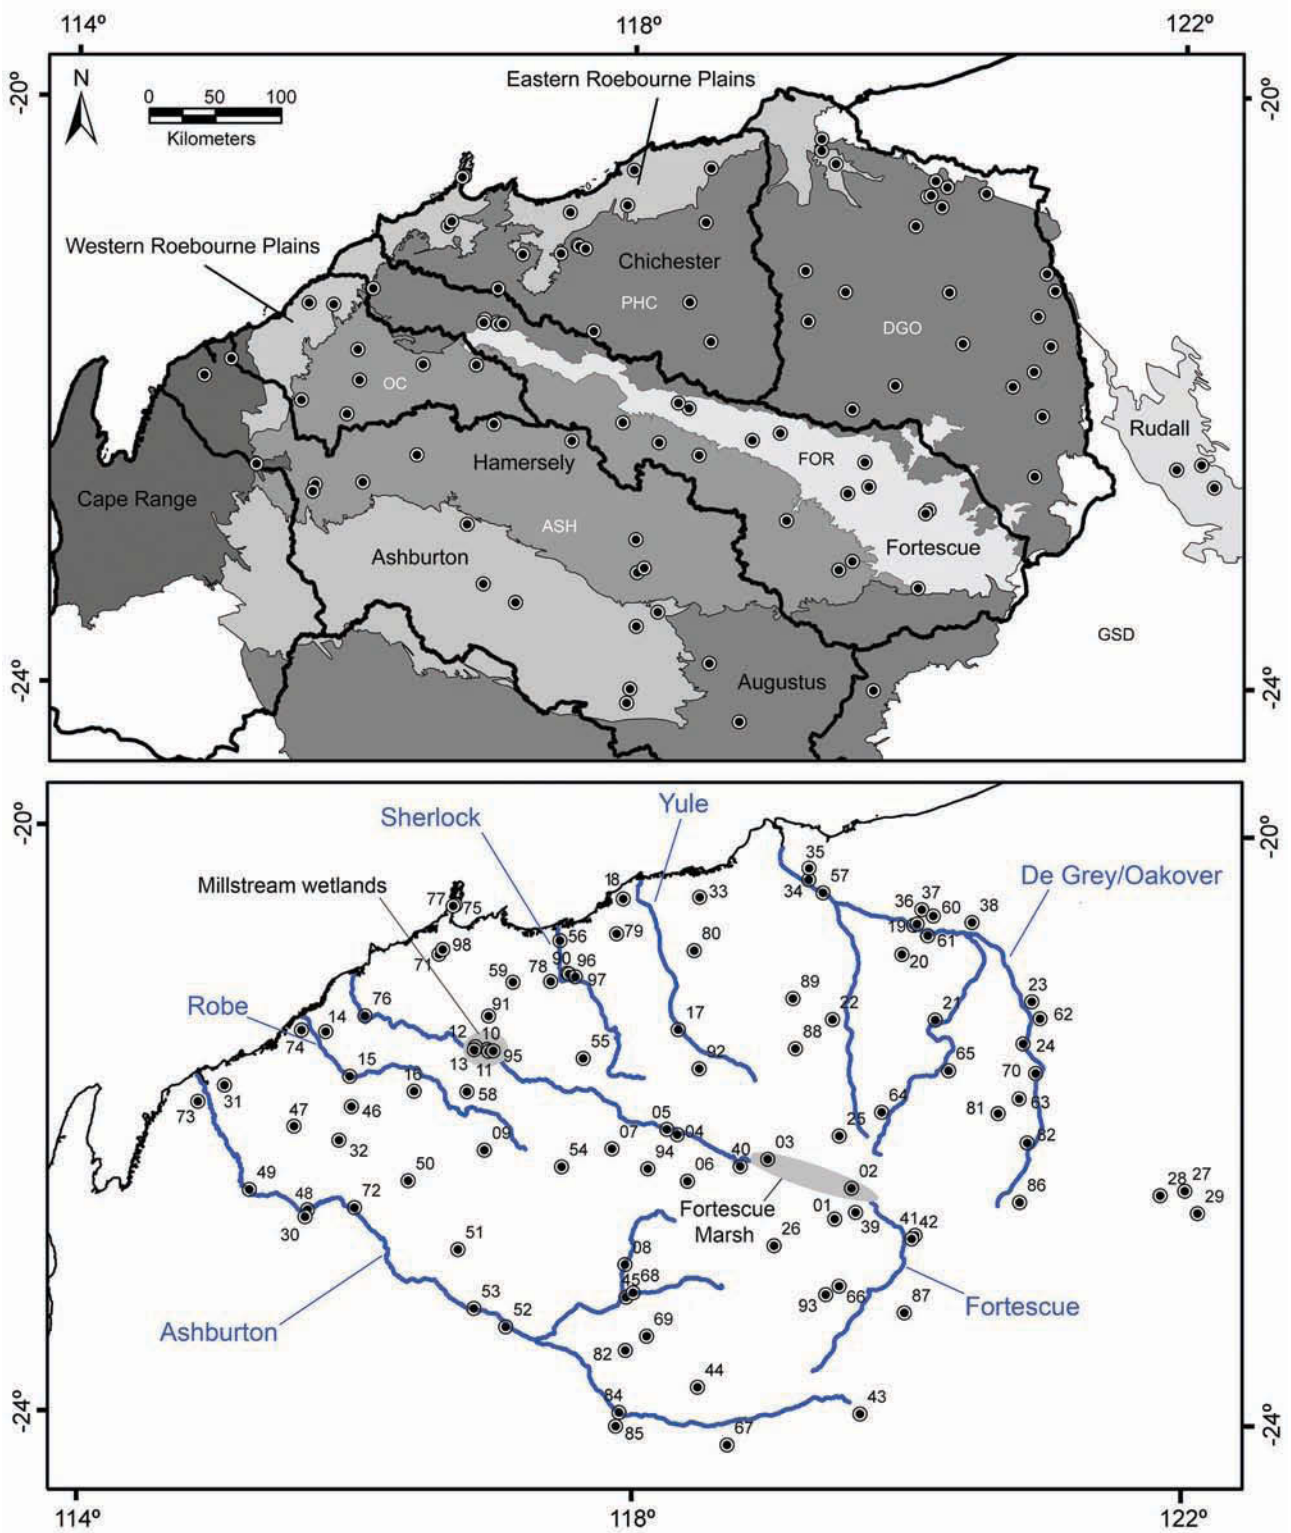 114º
118º
122º
-20º
-20º
N
0
50
100
Kilometers
Eastern Roebourne Plains
Western Roebourne Plains
Chichester
PHC
DGO
OC
Rudall
Hamersely
FOR
Cape Range
ASH
Ashburton
Fortescue
GSD
Augustus
-24º
-24º
-20º
-20º
Yule
Sherlock
Millstream wetlands
De Grey/Oakover
Robe
35
57
34
18
33
77
75
36
37
60
38
19
61
20
79
56
80
98
71
90
96
97
59
78
89
23
21
22
62
76
91
17
14
74
12
10
13
11
95
55
88
24
92
65
70
15
16
58
31
73
46
47
64
63
81
05
04
25
32
09
07
82
54
94
40
03
06
50
02
86
28
27
29
49
48
72
30
Fortescue
Marsh
01
39
41
42
26
51
08
45
68
53
93
66
87
Fortescue
52
69
Ashburton
82
44
84
43
85
67
-24º
-24º
114º
118º
122º